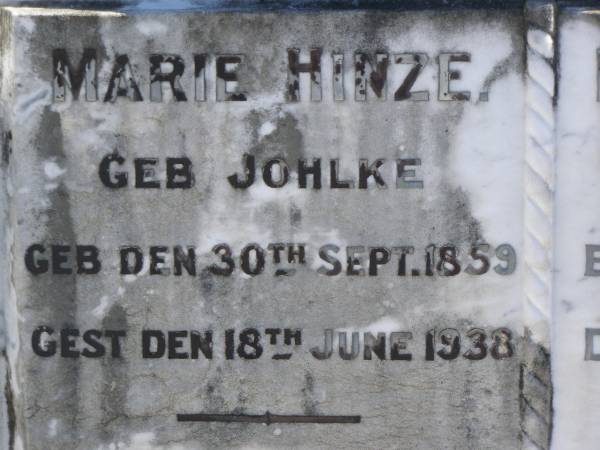 MARIE HINZE.
GEB JOHLKE
GEB DEN 30TH SEPT. 1859
GEST DEN 18TH JUNE 1938